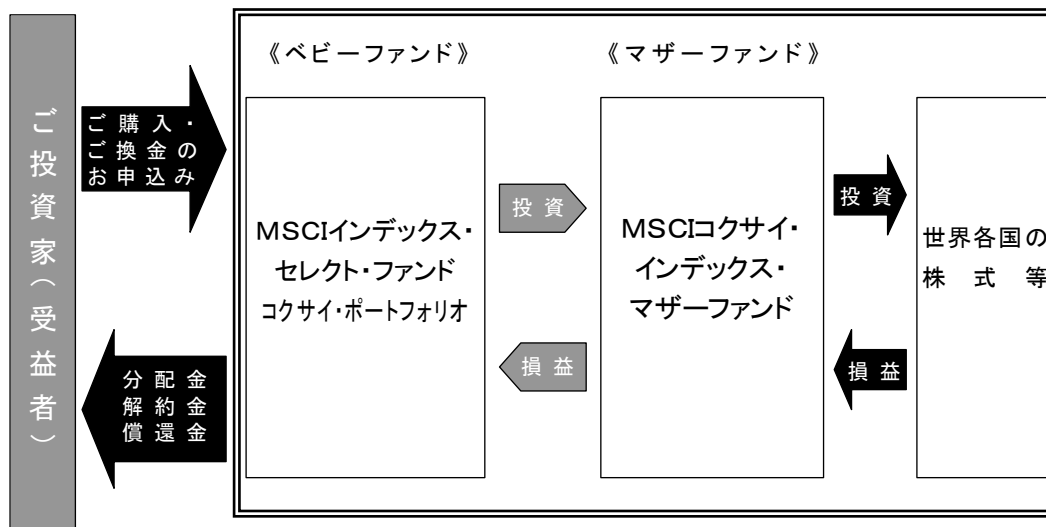 ご投資家(受益者)
ご購入・
ご換金の
お申込み
分配金
解約金
償還金
《ベビーファンド》
MSCIインデックス・
セレクト・ファンド
コクサイ・ポートフォリオ
投資
損益
《マザーファンド》
MSCIコクサイ・
インデックス・
マザーファンド
投資
損益
世界各国の
株式等